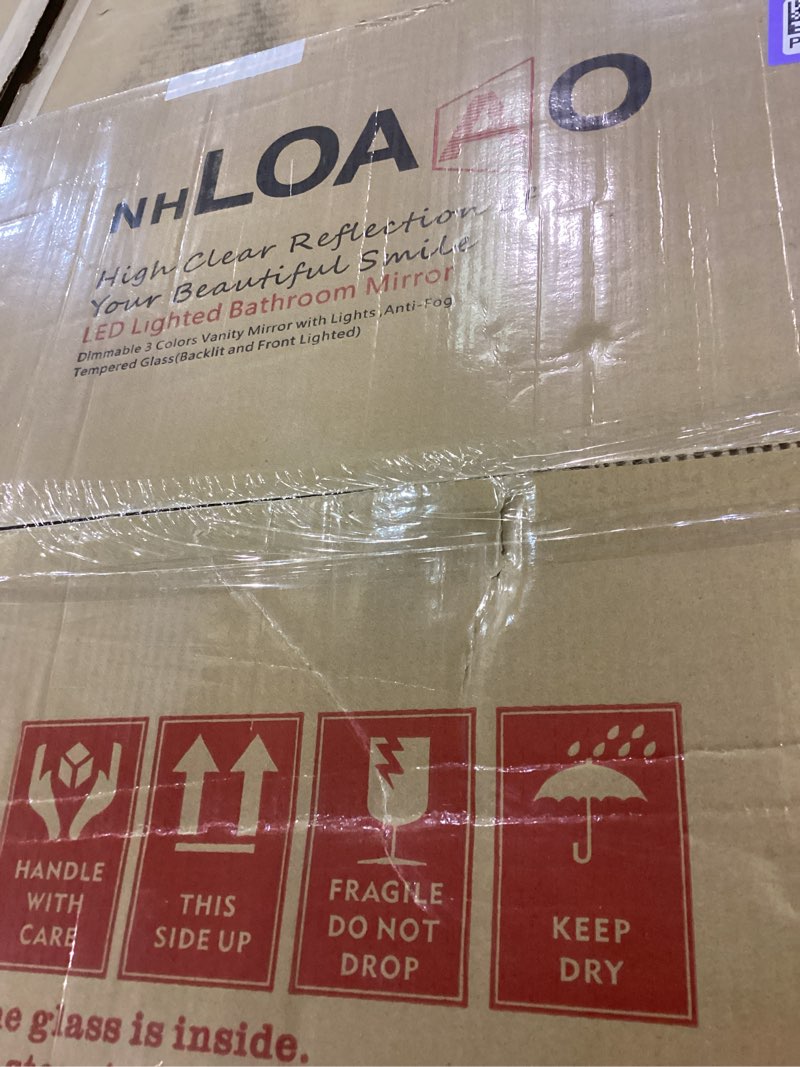 NHLOAAO
High Clear Reflection of
Your Beautiful Smile
LED Lighted Bathroom Mirror
Dimmable 3 Colors Vanity Mirror with Lights ,Anti-Fog
Tempered Glass(Backlit and Front Lighted)
HANDLE
WITH
CARE
THIS
SIDE UP
FRAGILE
DO NOT
DROP
KEEP
DRY
glass is inside.